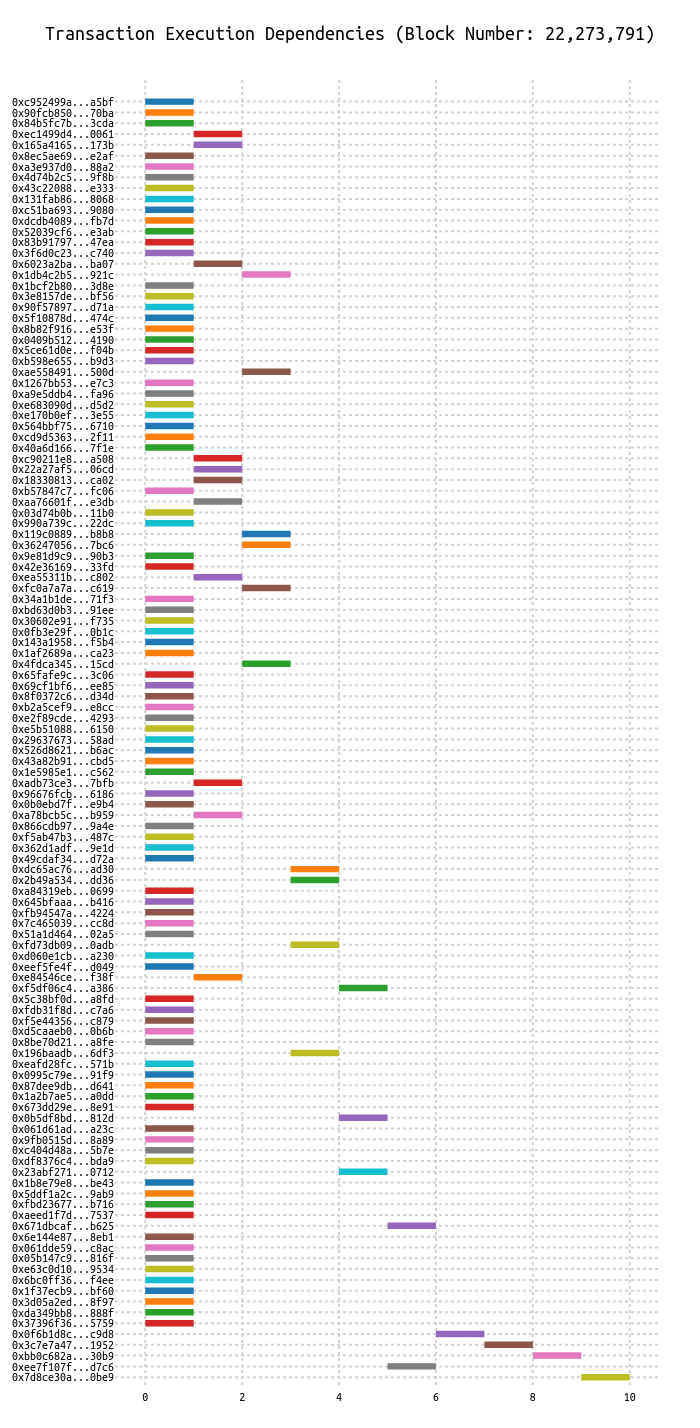 Transaction Execution Dependencies (Block Number: 22,273,791)
0xc952499a...a5bf
0x90fcb850...70ba
0x84b5fc7b...3cda
0xec1499d4...0061
0x165a4165...173b
0x8ec5ae69...e2af
0xa3e937d0...88a2
0x4d74b2c5...9f8b
0x43c22088...e333
0x131fab86...8068
0xc51ba693...9080
0xdcdb4089...fb7d
0x52039cf6...e3ab
0x83b91797...47ea
0x3f6d0c23...c740
0x6023a2ba...ba07
0x1db4c2b5...921c
0x1bcf2b80...3d8e
0x3e8157de...bf56
0x90f57897...d71a
0x5f10878d...474c
0x8b82f916...e53f
0x0409b512...4190
0x5ce61d0e...f04b
0xb598e655...b9d3
0xae558491...500d
0x1267bb53...e7c3
0xa9e5ddb4...fa96
0xe683090d...d5d2
0xe170b0ef...3e55
0x564bbf75...6710
0xcd9d5363...2f11
0x40a6d166...7f1e
0xc90211e8...a508
0x22a27af5...06cd
0x18330813...ca02
0xb57847c7...fc06
0xaa76601f...e3db
0x03d74b0b...11b0
0x990a739c...22dc
0x119c0889...b8b8
0x36247056...7bc6
0x9e81d9c9...90b3
0x42e36169...33fd
0xea55311b...c802
0xfc0a7a7a...c619
0x34a1b1de...71f3
0xbd63d0b3...91ee
0x30602e91...f735
0x0fb3e29f...0b1c
0x143a1958...f5b4
0x1af2689a...ca23
0x4fdca345...15cd
0x65fafe9c...3c06
0x69cf1bf6...ee85
0x8f0372c6...d34d
0xb2a5cef9...e8cc
0xe2f89cde...4293
0xe5b51088...6150
0x29637673...58ad
0x526d8621...b6ac
0x43a82b91...cbd5
0x1e5985e1...c562
0xadb73ce3...7bfb
0x96676fcb...6186
0x0b0ebd7f...e9b4
0xa78bcb5c...b959
0x866cdb97...9a4e
0xf5ab47b3...487c
0x362d1adf...9e1d
0x49cdaf34...d72a
0xdc65ac76...ad30
0x2b49a534...dd36
0xa84319eb...0699
0x645bfaaa...b416
0xfb94547a...4224
0x7c465039...cc8d
0x51a1d464...02a5
0xfd73db09...0adb
0xd060e1cb...a230
0xeef5fe4f...d049
0xe84546ce...f38f
0xf5df06c4...a386
0x5c38bf0d...a8fd
0xfdb31f8d...c7a6
0xf5e44356...c879
0xd5caaeb0...0b6b
0x8be70d21...a8fe
0x196baadb...6df3
0xeafd28fc...571b
0x0995c79e...91f9
0x87dee9db...d641
0x1a2b7ae5...a0dd
0x673dd29e...8e91
0x0b5df8bd...812d
0x061d61ad...a23c
0x9fb0515d...8a89
0xc404d48a...5b7e
0xdf8376c4...bda9
0x23abf271...0712
0x1b8e79e8...be43
0x5ddf1a2c...9ab9
0xfbd23677...b716
0xaeed1f7d...7537
0x671dbcaf...b625
0x6e144e87...8eb1
0x061dde59...c8ac
0x05b147c9...816f
0xe63c0d10...9534
0x6bc0ff36...f4ee
0x1f37ecb9...bf60
0x3d05a2ed...8f97
0xda349bb8...888f
0x37396f36...5759
0x0f6b1d8c...c9d8
0x3c7e7a47...1952
0xbb0c682a...30b9
0xee7f107f...d7c6
0x7d8ce30a...0be9
0 2 4 6 8 10